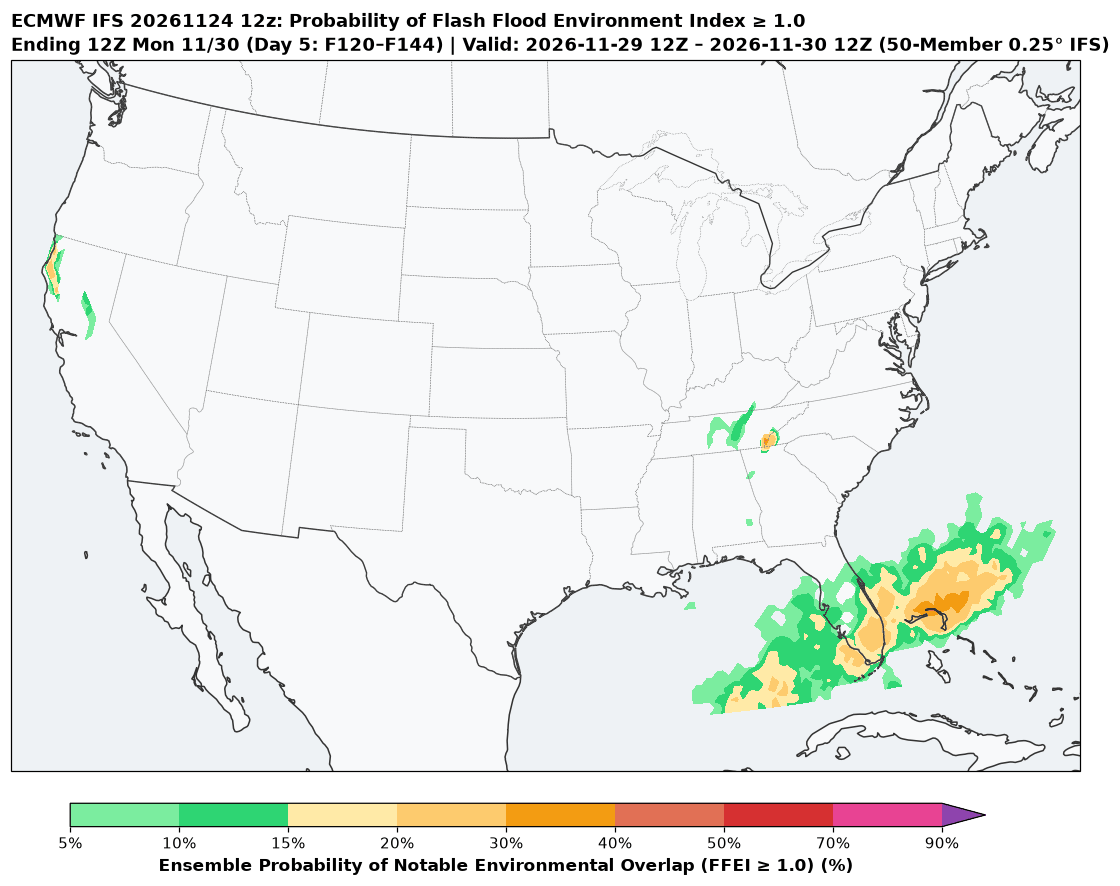 ECMWF IFS 20261124 12z: Probability of Flash Flood Environment Index ≥ 1.0
Ending 12Z Mon 11/30 (Day 5: F120–F144) | Valid: 2026-11-29 12Z – 2026-11-30 12Z (50-Member 0.25° IFS)
5% 10% 15% 20% 30% 40% 50% 70% 90%
Ensemble Probability of Notable Environmental Overlap (FFEI ≥ 1.0) (%)